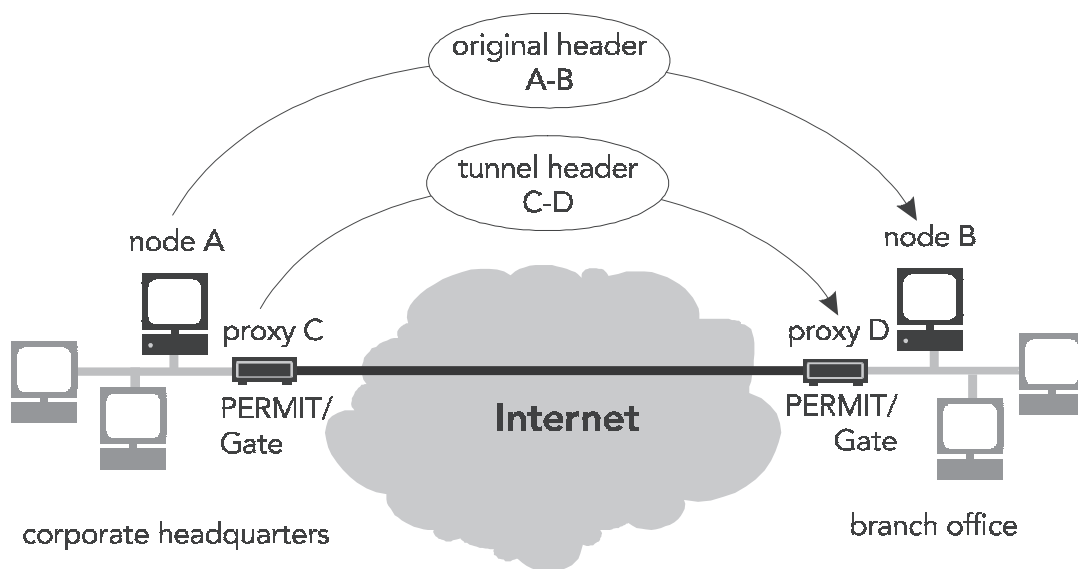 original header
A-B
tunnel header
C-D
node A
node B
proxy C
proxy D
PERMIT/
Gate
Internet
PERMIT/
Gate
corporate headquarters
branch office